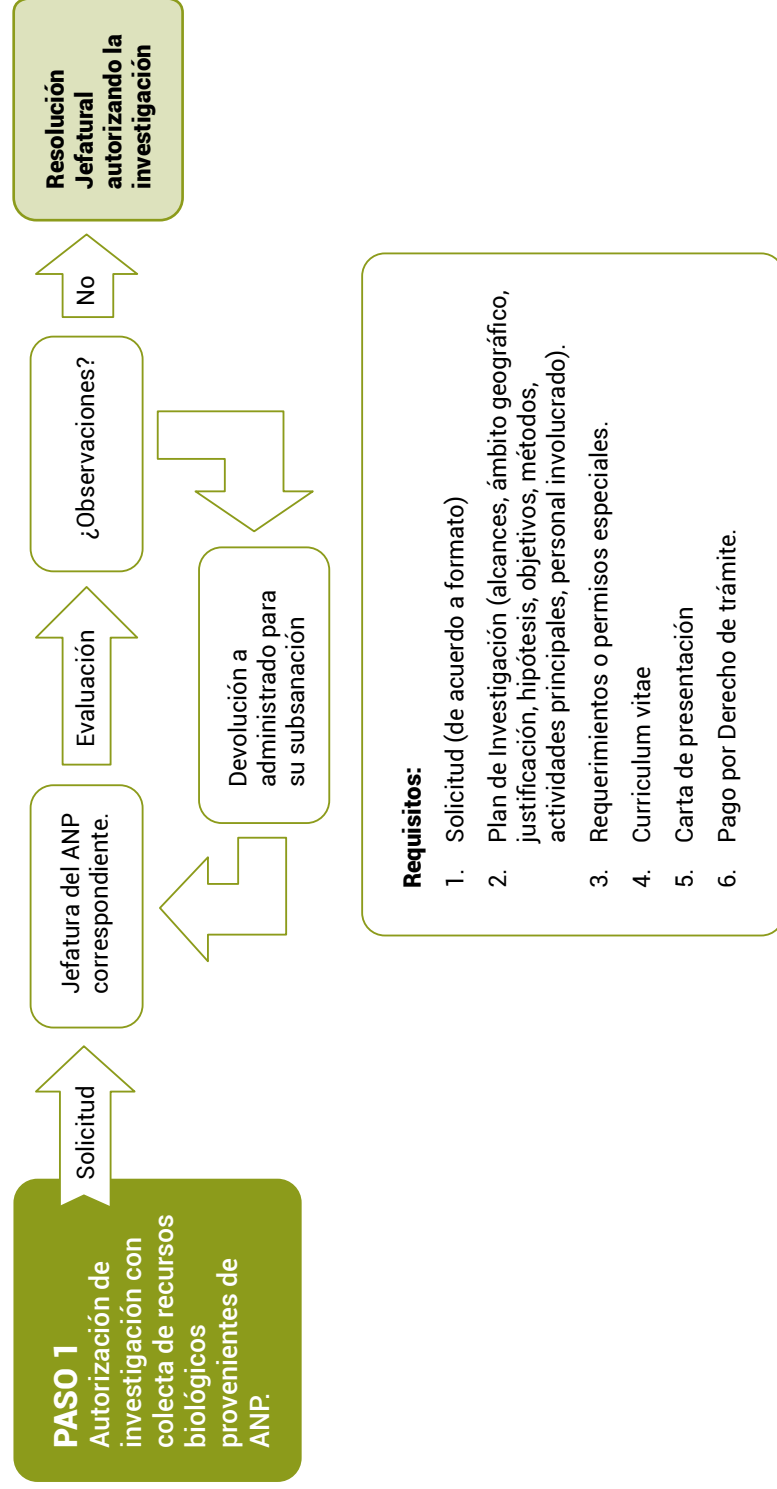 PASO 1
Autorización de
investigación con
colecta de recursos
biológicos
provenientes de
ANP.
Solicitud
Jefatura del ANP
correspondiente.
Evaluación
¿Observaciones?
No
Resolución
Jefatural
autorizando la
investigación
Devolución a
administrado para
su subsanación
Requisitos:
1. Solicitud (de acuerdo a formato)
2. Plan de Investigación (alcances, ámbito geográfico,
justificación, hipótesis, objetivos, métodos,
actividades principales, personal involucrado).
3. Requerimientos o permisos especiales.
4. Curriculum vitae
5. Carta de presentación
6. Pago por Derecho de trámite.